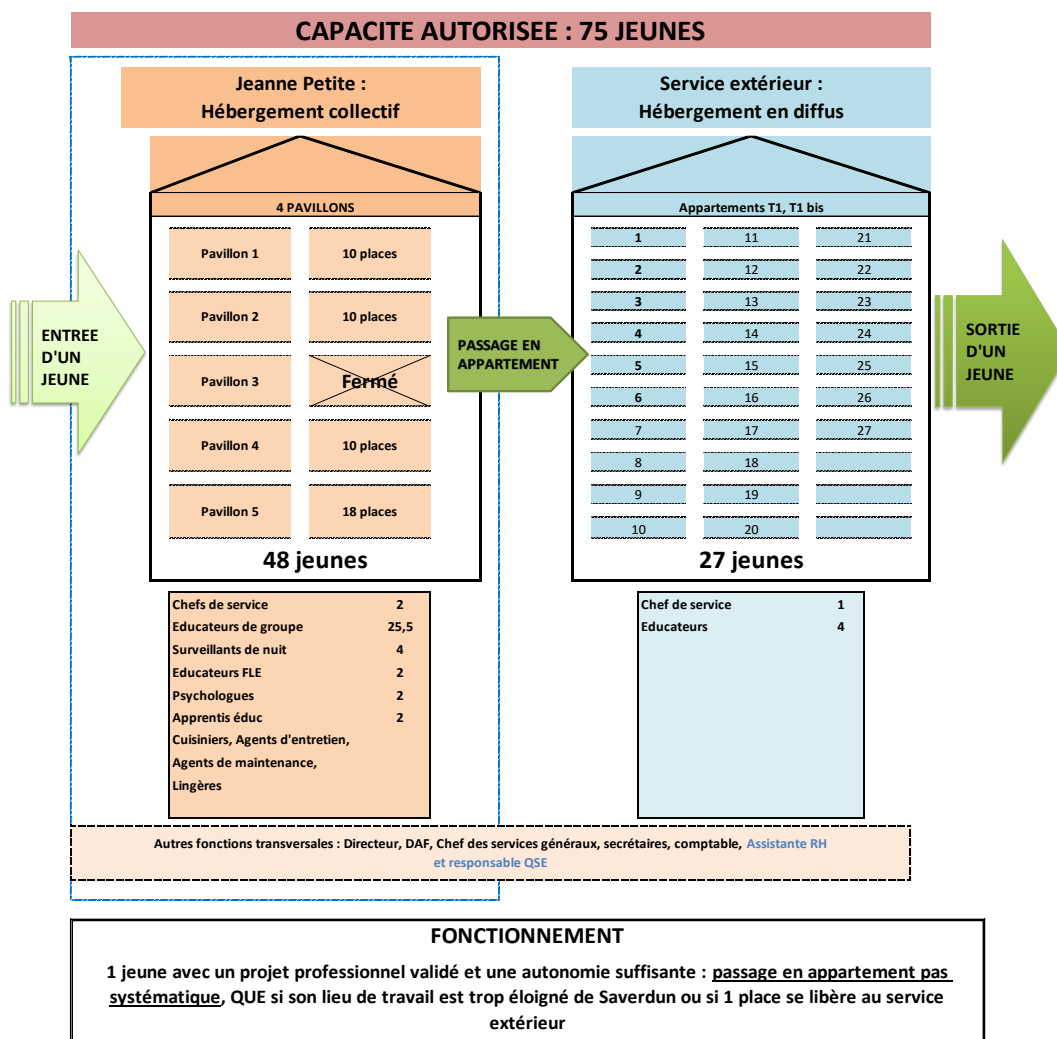 CAPACITE AUTORISEE : 75 JEUNES
Jeanne Petite :
Hébergement collectif
Service extérieur :
Hébergement en diffus
4 PAVILLONS
Appartements T1, T1 bis
Pavillon 1 10 places
Pavillon 2 10 places
Pavillon 3 Fermé
Pavillon 4 10 places
Pavillon 5 18 places
48 jeunes
ENTREE
D'UN
JEUNE
PASSAGE EN
APPARTEMENT
1 11 21
2 12 22
3 13 23
4 14 24
5 15 25
6 16 26
7 17 27
8 18
9 19
10 20
27 jeunes
SORTIE
D'UN
JEUNE
Chefs de service 2
Educateurs de groupe 25,5
Surveillants de nuit 4
Educateurs FLE 2
Psychologues 2
Apprentis éduc 2
Cuisiniers, Agents d'entretien,
Agents de maintenance,
Lingères
Chef de service 1
Educateurs 4
Autres fonctions transversales : Directeur, DAF, Chef des services généraux, secrétaires, comptable, Assistante RH
et responsable QSE
FONCTIONNEMENT
1 jeune avec un projet professionnel validé et une autonomie suffisante : passage en appartement pas
systématique, QUE si son lieu de travail est trop éloigné de Saverdun ou si 1 place se libère au service
extérieur